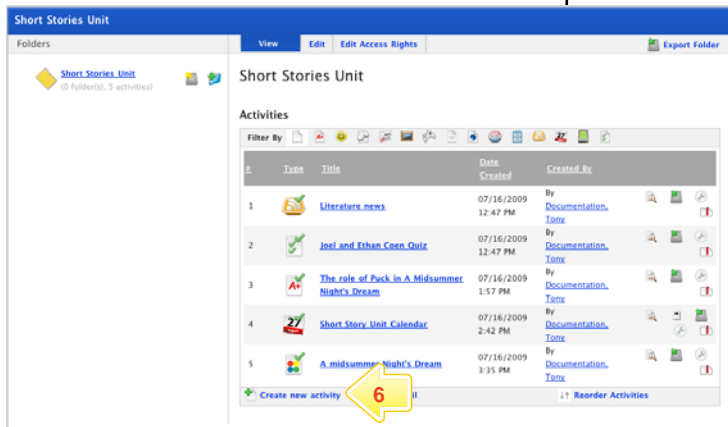 Short Stories Unit
Folders
View Edit Edit Access Rights Export Folder
Short Stories Unit
(0 folder(s), 5 activities)
Short Stories Unit
Activities
Filter By
# Type Title Date Created Created By
1 Literature news 07/16/2009 12:47 PM By Documentation, Tony
2 Joel and Ethan Coen Quiz 07/16/2009 12:47 PM By Documentation, Tony
A+
3 The role of Puck in A Midsummer Night's Dream 07/16/2009 1:57 PM By Documentation, Tony
27
4 Short Story Unit Calendar 07/16/2009 2:42 PM By Documentation, Tony
5 A midsummer Night's Dream 07/16/2009 3:35 PM By Documentation, Tony
Create new activity 6 Reorder Activities